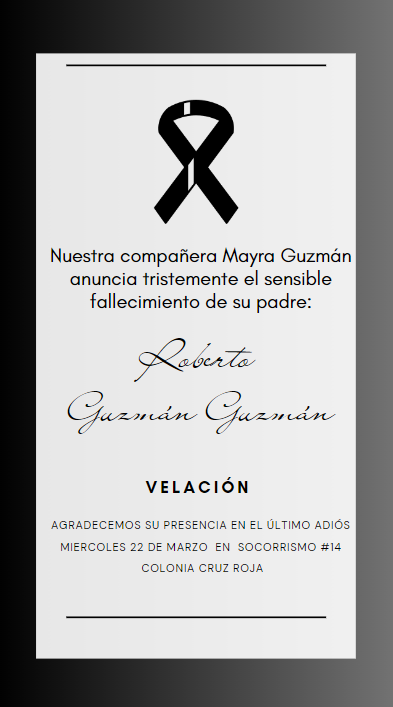 Nuestra compañera Mayra Guzmán
anuncia tristemente el sensible
fallecimiento de su padre:
Roberto
Guzmán Guzmán
VELACIÓN
AGRADECEMOS SU PRESENCIA EN EL ÚLTIMO ADIÓS
MIERCOLES 22 DE MARZO EN SOCORRISMO #14
COLONIA CRUZ ROJA